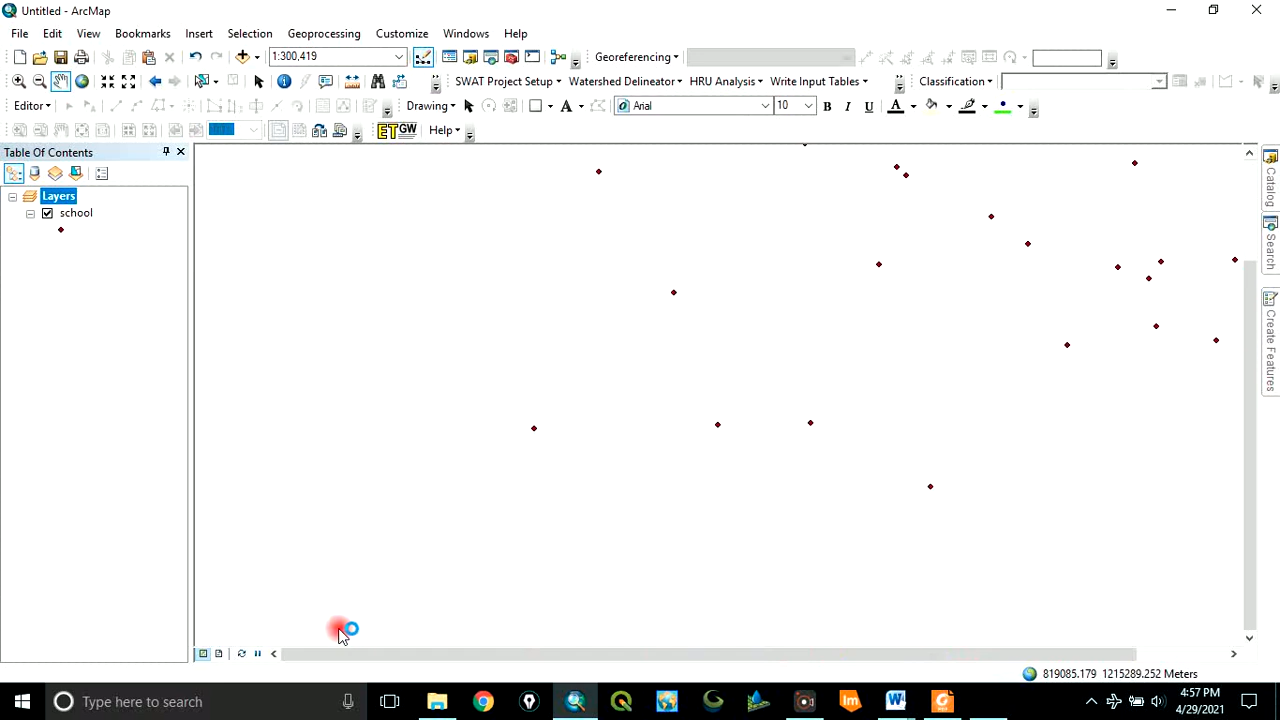 Untitled - ArcMap
File Edit View Bookmarks Insert Selection Geoprocessing Customize Windows Help
1:300,419 Georeferencing
SWAT Project Setup Watershed Delineator HRU Analysis Write Input Tables Classification
Editor Drawing Arial 10 B I U A
ET GW Help
Table Of Contents
Layers
school
Catalog
Search
Create Features
819085.179 1215289.252 Meters
Type here to search
4:57 PM
4/29/2021